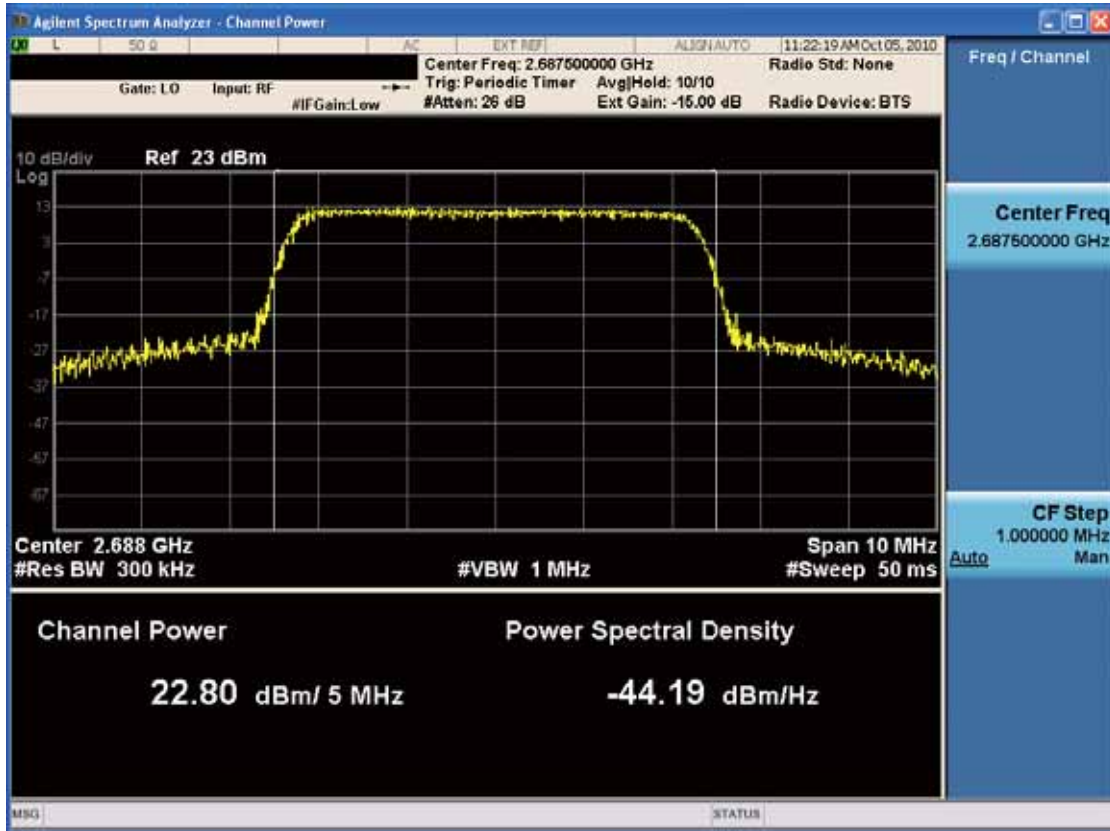 Agilent Spectrum Analyzer - Channel Power
L 50 Ω AC EXT REF ALIGN AUTO 11:22:19 AM Oct 05, 2010
Center Freq: 2.687500000 GHz Radio Std: None
Gate: LO Input: RF Trig: Periodic Timer Avg|Hold: 10/10
#IFGain:Low #Atten: 26 dB Ext Gain: -15.00 dB Radio Device: BTS
Freq / Channel
10 dB/div Ref 23 dBm
Log
13
3
-7
-17
-27
-37
-47
-57
-67
Center Freq
2.687500000 GHz
CF Step
1.000000 MHz
Auto Man
Center 2.688 GHz Span 10 MHz
#Res BW 300 kHz #VBW 1 MHz #Sweep 50 ms
Channel Power Power Spectral Density
22.80 dBm/ 5 MHz -44.19 dBm/Hz
MSG STATUS